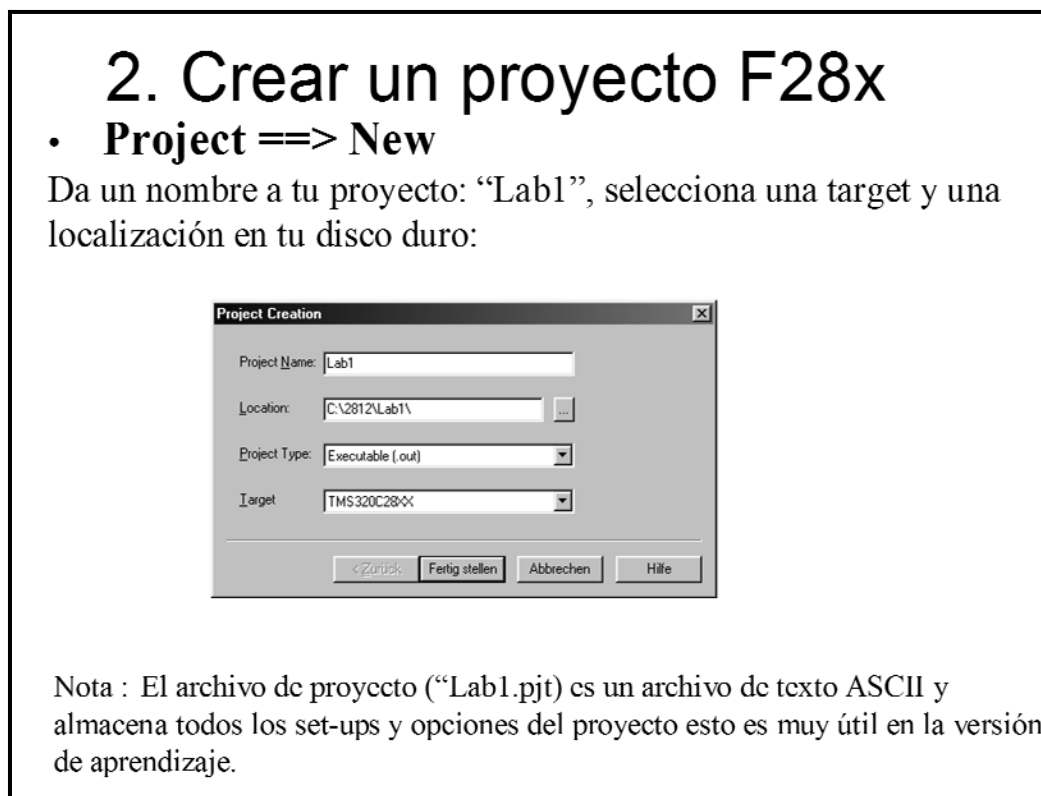 2. Crear un proyecto F28x
• Project ==> New
Da un nombre a tu proyecto: “Lab1”, selecciona una target y una
localización en tu disco duro:
Project Creation
Project Name: Lab1
Location: C:\2812\Lab1\ ...
Project Type: Executable (.out)
Target TMS320C28XX
< Zurück Fertig stellen Abbrechen Hilfe
Nota : El archivo de proyecto (“Lab1.pjt) es un archivo de texto ASCII y
almacena todos los set-ups y opciones del proyecto esto es muy útil en la versión
de aprendizaje.